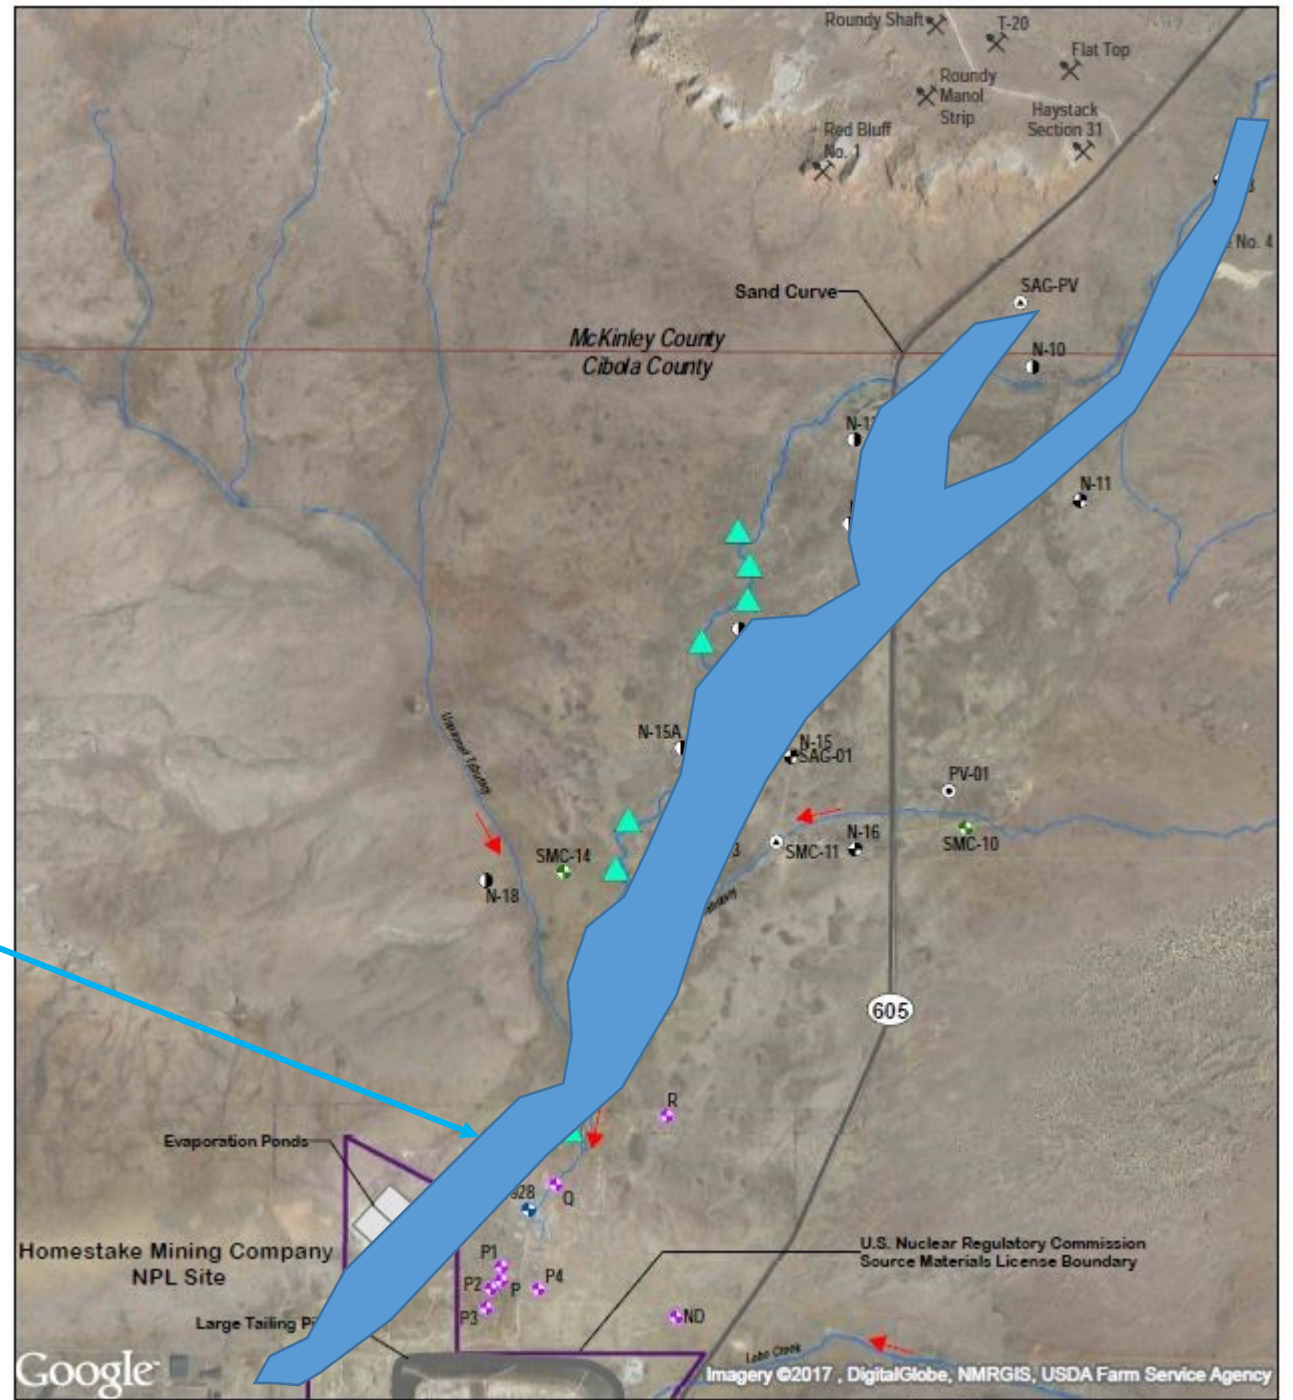 Roundy Shaft
T-20
Flat Top
Roundy
Manol
Strip
Haystack
Section 31
Red Bluff
No. 1
No. 4
SAG-PV
Sand Curve
McKinley County
Cibola County
N-10
N-11
N-15A
N-15
SAG-01
Unnamed Tributary
PV-01
SMC-14
SMC-11
N-16
SMC-10
N-18
605
R
Evaporation Ponds
Q
Homestake Mining Company
NPL Site
U.S. Nuclear Regulatory Commission
Source Materials License Boundary
P1
P2
P
P4
P3
ND
Large Tailing
Lobo Creek
Google
Imagery ©2017 , DigitalGlobe, NMRGIS, USDA Farm Service Agency